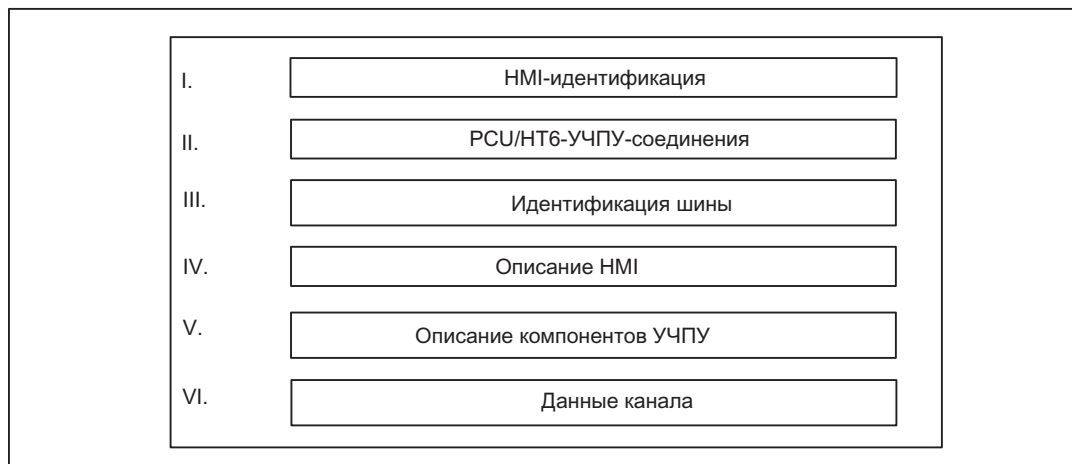 I. HMI-идентификация
II. PCU/HT6-УЧПУ-соединения
III. Идентификация шины
IV. Описание HMI
V. Описание компонентов УЧПУ
VI. Данные канала